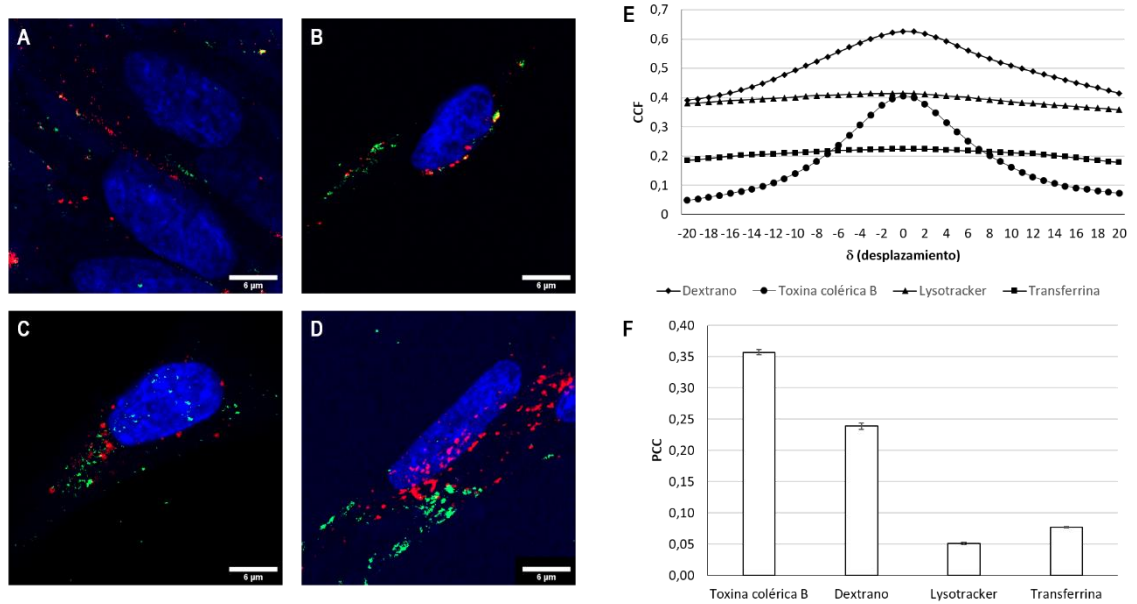 A
6 µm
B
6 µm
C
6 µm
D
6 µm
E
CCF
0,7
0,6
0,5
0,4
0,3
0,2
0,1
0
-20 -18 -16 -14 -12 -10 -8 -6 -4 -2 0 2 4 6 8 10 12 14 16 18 20
δ (desplazamiento)
Dextrano Toxina colérica B Lysotracker Transferrina
F
PCC
0,40
0,35
0,30
0,25
0,20
0,15
0,10
0,05
0,00
Toxina colérica B Dextrano Lysotracker Transferrina